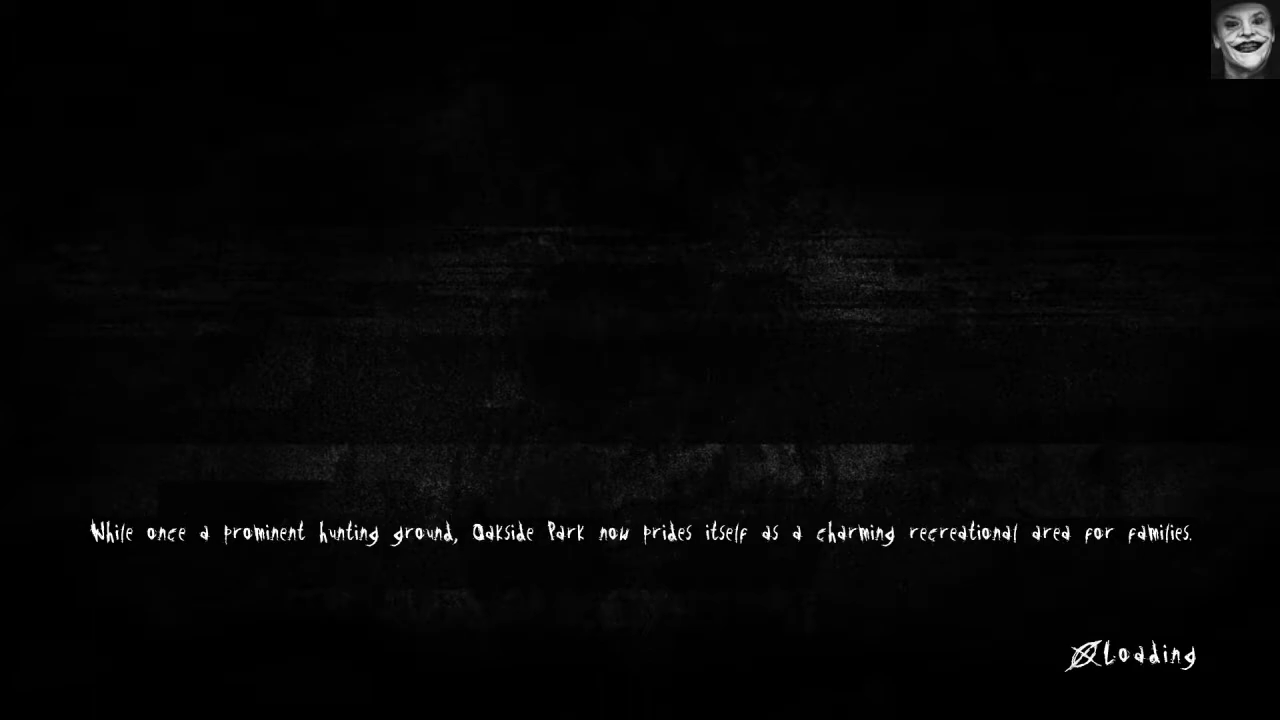 While once a prominent hunting ground, Oakside Park now prides itself as a charming recreational area for families.
Loading